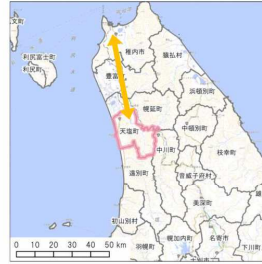 文町
稚内市
猿払村
利尻富士町
利尻町
豊富
浜頓別町
幌延町
天塩町
中頓別町
中川町
枝幸町
遠別町
音威子府村
美深町
初山別村
羽幌町
幌加内町
名寄市
下川町
0 10 20 30 40 50 km